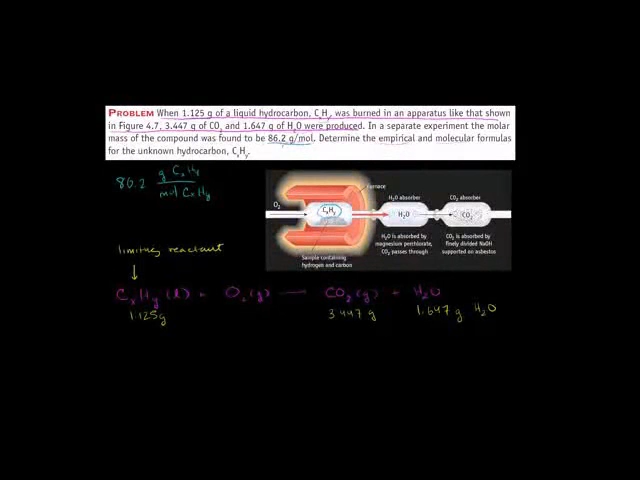 PROBLEM When 1.125 g of a liquid hydrocarbon, CxHy, was burned in an apparatus like that shown
in Figure 4.7, 3.447 g of CO2 and 1.647 g of H2O were produced. In a separate experiment the molar
mass of the compound was found to be 86.2 g/mol. Determine the empirical and molecular formulas
for the unknown hydrocarbon, CxHy.
86.2 g CxHy
mol CxHy
Furnace
H2O absorber
CO2 absorber
O2
CxHy
H2O
CO2
Sample containing
hydrogen and carbon
H2O is absorbed by
magnesium perchlorate,
CO2 passes through
CO2 is absorbed by
finely divided NaOH
supported on asbestos
limiting reactant
CxHy (l) + O2 (g) — CO2 (g) + H2O
1.125g
3.447 g
1.647 g H2O